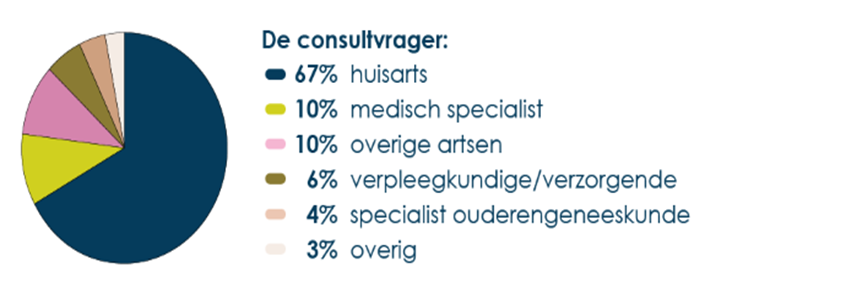 De consultvrager:
67% huisarts
10% medisch specialist
10% overige artsen
6% verpleegkundige/verzorgende
4% specialist ouderengeneeskunde
3% overig